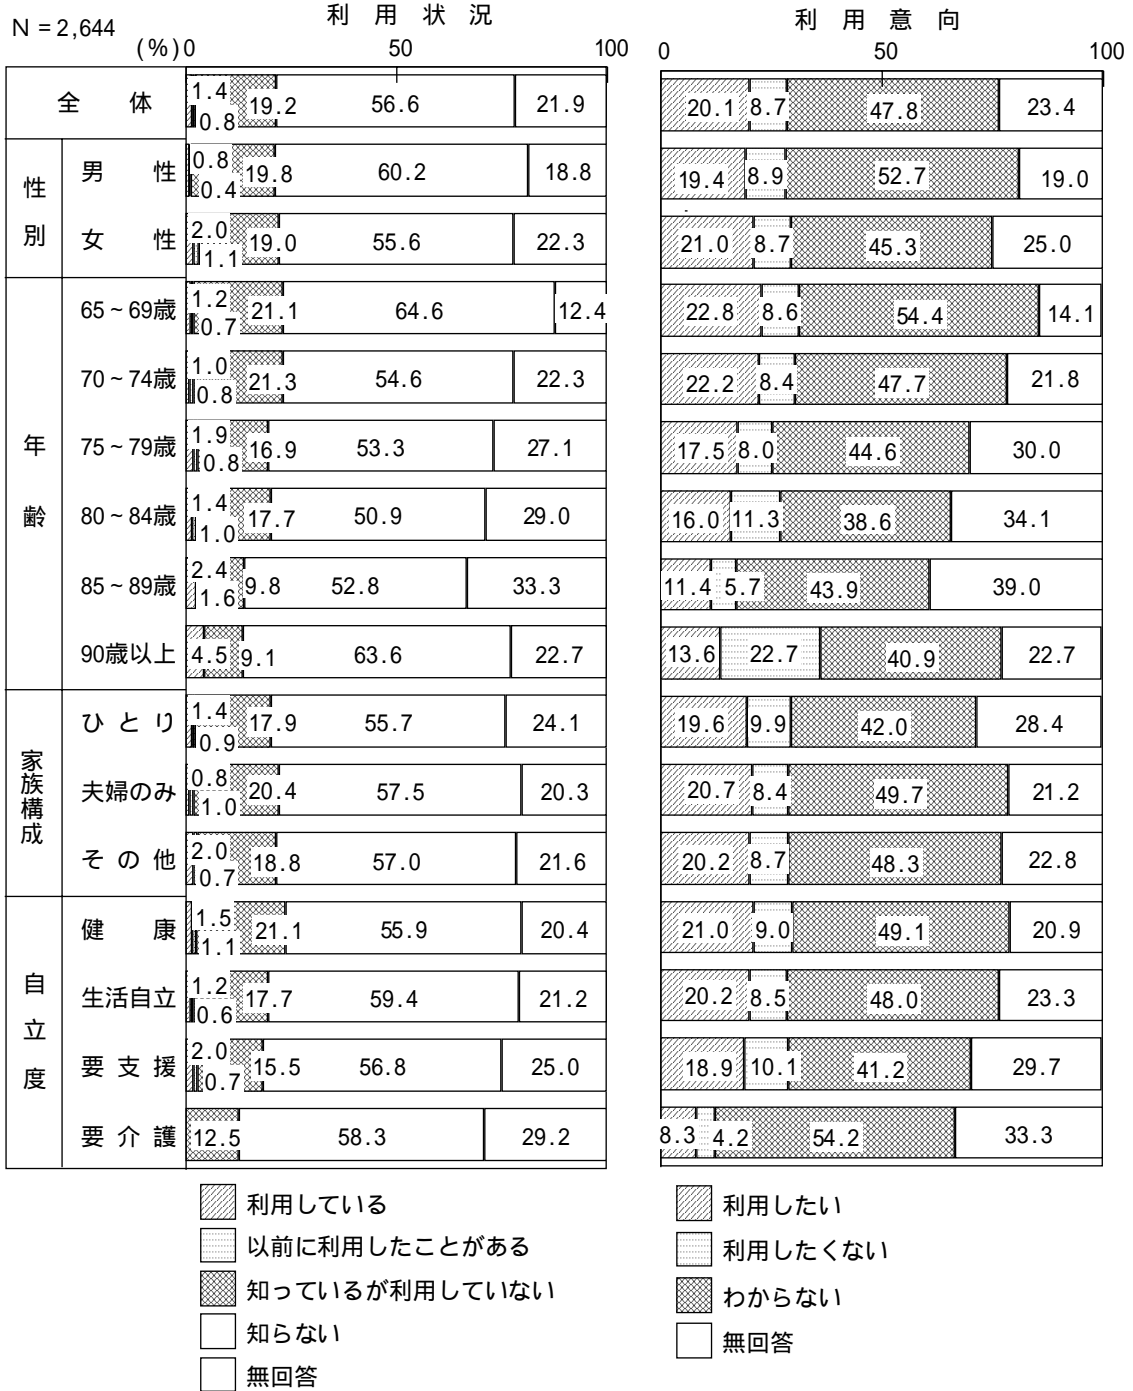 利用状況 利用意向
N=2,644
(%) 0 50 100 0 50 100
全体 1.4 0.8 19.2 56.6 21.9 20.1 8.7 47.8 23.4
性別
男性 0.8 0.4 19.8 60.2 18.8 19.4 8.9 52.7 19.0
女性 2.0 1.1 19.0 55.6 22.3 21.0 8.7 45.3 25.0
年齢
65~69歳 1.2 0.7 21.1 64.6 12.4 22.8 8.6 54.4 14.1
70~74歳 1.0 0.8 21.3 54.6 22.3 22.2 8.4 47.7 21.8
75~79歳 1.9 0.8 16.9 53.3 27.1 17.5 8.0 44.6 30.0
80~84歳 1.4 1.0 17.7 50.9 29.0 16.0 11.3 38.6 34.1
85~89歳 2.4 1.6 9.8 52.8 33.3 11.4 5.7 43.9 39.0
90歳以上 4.5 9.1 63.6 22.7 13.6 22.7 40.9 22.7
家族構成
ひとり 1.4 0.9 17.9 55.7 24.1 19.6 9.9 42.0 28.4
夫婦のみ 0.8 1.0 20.4 57.5 20.3 20.7 8.4 49.7 21.2
その他 2.0 0.7 18.8 57.0 21.6 20.2 8.7 48.3 22.8
自立度
健康 1.5 1.1 21.1 55.9 20.4 21.0 9.0 49.1 20.9
生活自立 1.2 0.6 17.7 59.4 21.2 20.2 8.5 48.0 23.3
要支援 2.0 0.7 15.5 56.8 25.0 18.9 10.1 41.2 29.7
要介護 12.5 58.3 29.2 8.3 4.2 54.2 33.3
利用している
以前に利用したことがある
知っているが利用していない
知らない
無回答
利用したい
利用したくない
わからない
無回答